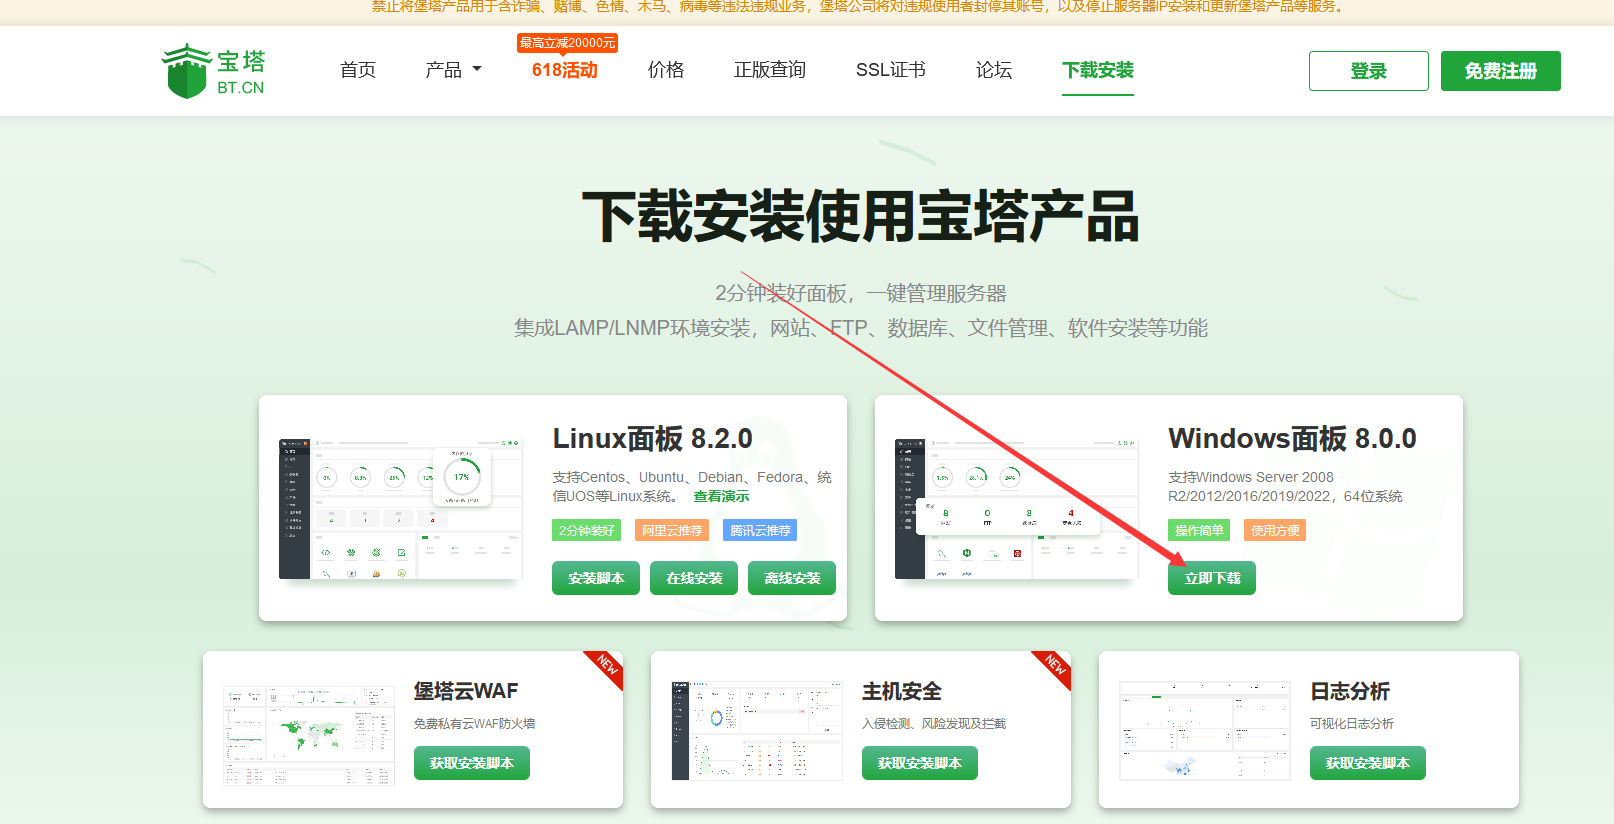 禁止将堡塔产品用于含诈骗、赌博、色情、木马、病毒等违法违规业务，堡塔公司将对违规使用者封停其账号，以及停止服务器IP安装和更新堡塔产品等服务。
最高立减20000元
宝塔
BT.CN
首页 产品 618活动 价格 正版查询 SSL证书 论坛 下载安装 登录 免费注册
下载安装使用宝塔产品
2分钟装好面板，一键管理服务器
集成LAMP/LNMP环境安装，网站、FTP、数据库、文件管理、软件安装等功能
Linux面板 8.2.0
支持Centos、Ubuntu、Debian、Fedora、统
信UOS等Linux系统。 查看演示
2分钟装好 阿里云推荐 腾讯云推荐
安装脚本 在线安装 离线安装
17%
Windows面板 8.0.0
支持Windows Server 2008
R2/2012/2016/2019/2022，64位系统
操作简单 使用方便
立即下载
堡塔云WAF
免费私有云WAF防火墙
获取安装脚本
NEW
主机安全
入侵检测、风险发现及拦截
获取安装脚本
NEW
日志分析
可视化日志分析
获取安装脚本